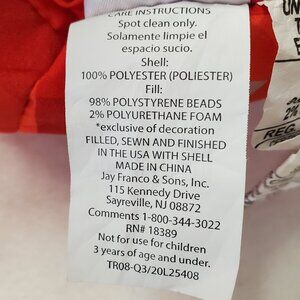 CARE INSTRUCTIONS
Spot clean only.
Solamente limpie el
espacio sucio.
Shell:
100% POLYESTER (POLIESTER)
Fill:
98% POLYSTYRENE BEADS
2% POLYURETHANE FOAM
*exclusive of decoration
FILLED, SEWN AND FINISHED
IN THE USA WITH SHELL
MADE IN CHINA
Jay Franco & Sons, Inc.
115 Kennedy Drive
Sayreville, NJ 08872
Comments 1-800-344-3022
RN# 18389
Not for use for children
3 years of age and under.
TR08-Q3/20L25408
UN
2%
REG.